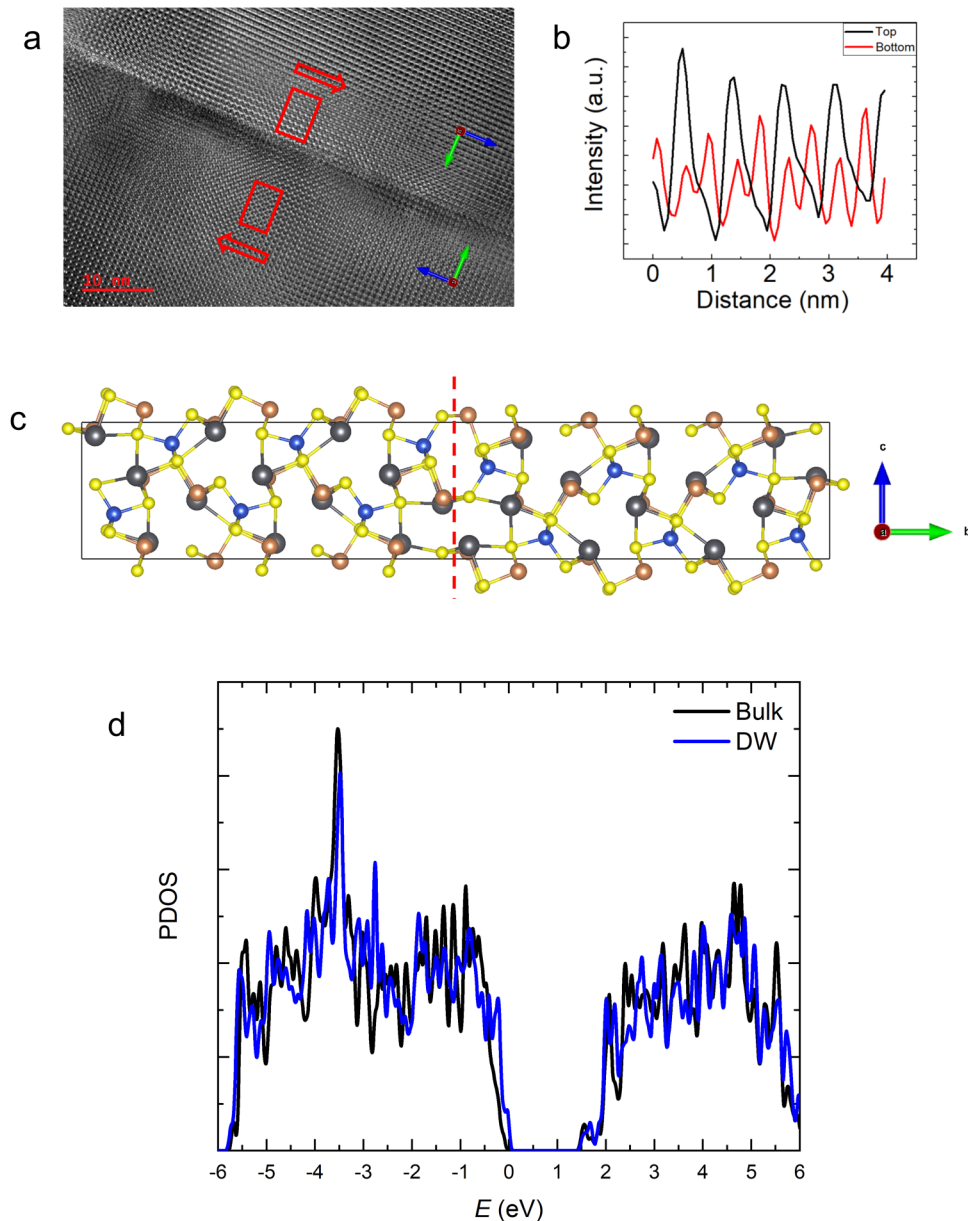 a
10 nm
b
Top
Bottom
Intensity (a.u.)
0 1 2 3 4
Distance (nm)
c
c
a
b
d
Bulk
DW
PDOS
-6 -5 -4 -3 -2 -1 0 1 2 3 4 5 6
E (eV)